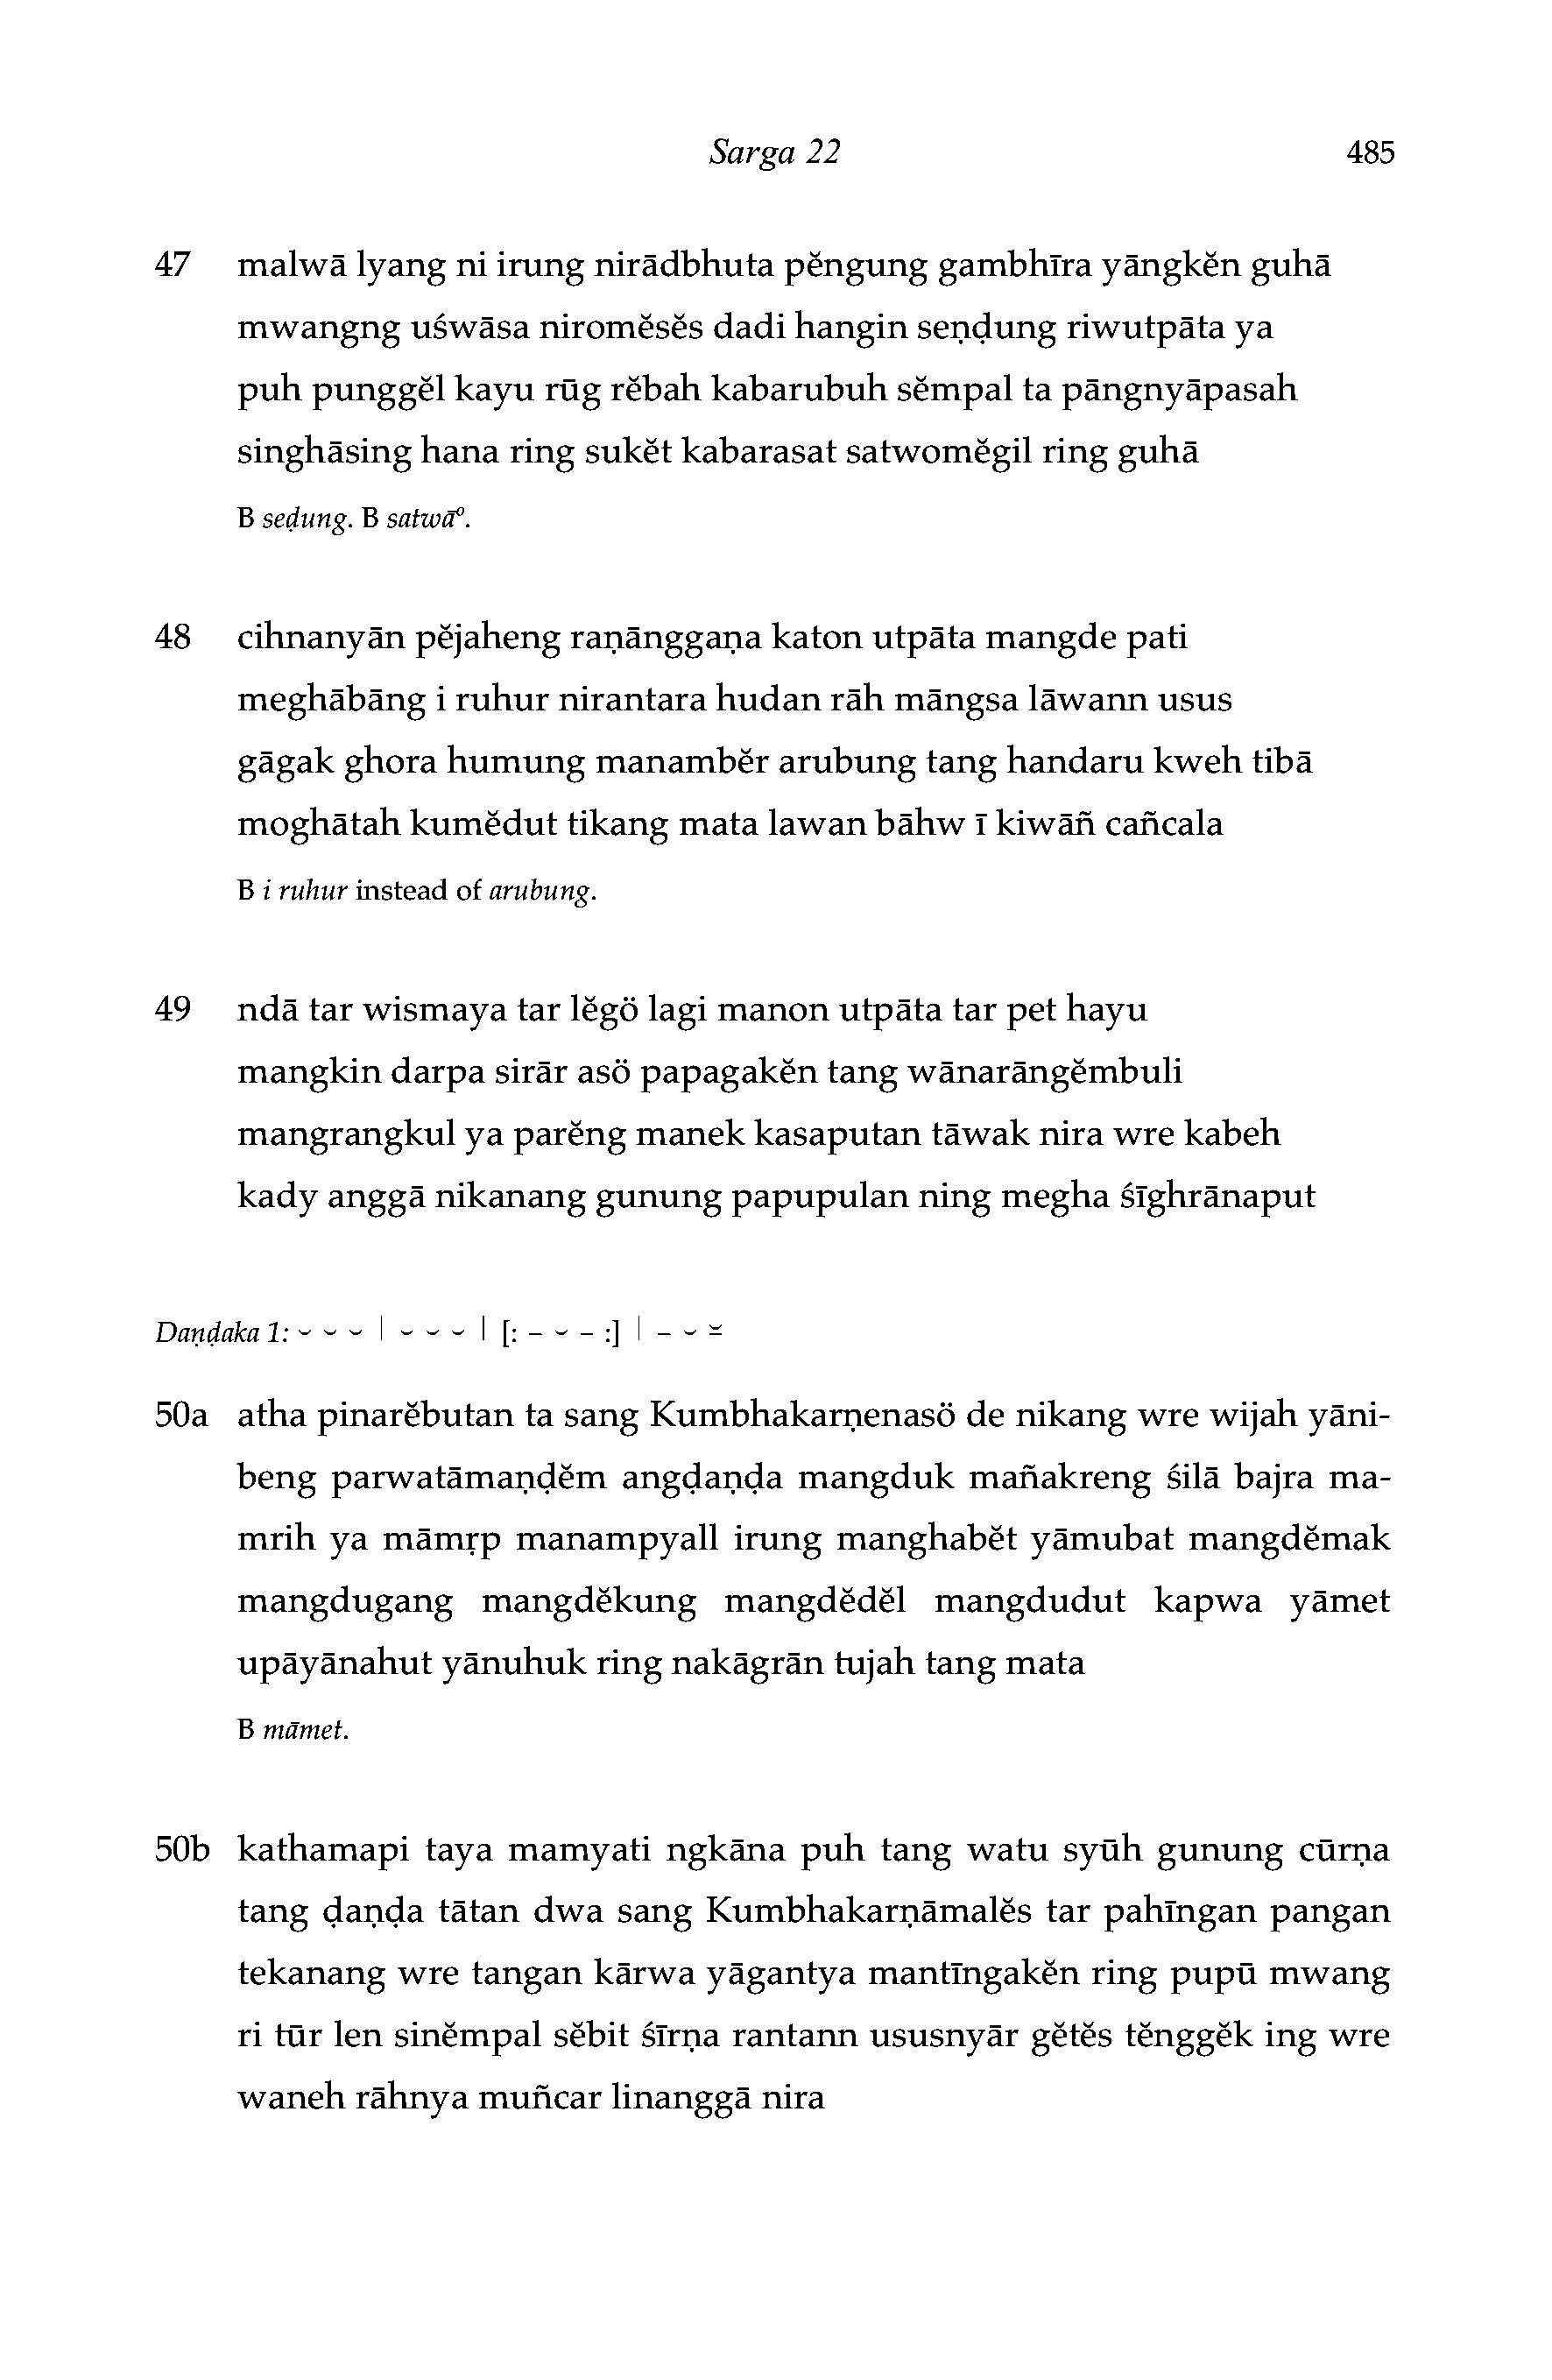 Sarga 22 485
47 malwā lyang ni irung nirādbhuta pĕngung gambhīra yāngkĕn guhā
mwangng uśwāsa niromĕsĕs dadi hangin seṇḍung riwutpāta ya
puh punggĕl kayu rūg rĕbah kabarubuh sĕmpal ta pāngnyāpasah
singhāsing hana ring sukĕt kabarasat satwomĕgil ring guhā
B seḍung. B satwāº.
48 cihnanyān pĕjaheng raṇānggaṇa katon utpāta mangde pati
meghābāng i ruhur nirantara hudan rāh māngsa lāwann usus
gāgak ghora humung manambĕr arubung tang handaru kweh tibā
moghātah kumĕdut tikang mata lawan bāhw ī kiwāñ cañcala
B i ruhur instead of arubung.
49 ndā tar wismaya tar lĕgö lagi manon utpāta tar pet hayu
mangkin darpa sirār asö papagakĕn tang wānarāngĕmbuli
mangrangkul ya parĕng manek kasaputan tāwak nira wre kabeh
kady anggā nikanang gunung papupulan ning megha śīghrānaput
Daṇḍaka 1: ⏑ ⏑ ⏑ | ⏑ ⏑ ⏑ | [: – ⏑ – :] | – ⏑ ⏓
50a atha pinarĕbutan ta sang Kumbhakarṇenasö de nikang wre wijah yāni-
beng parwatāmaṇḍĕm angḍaṇḍa mangduk mañakreng śilā bajra ma-
mrih ya māmṛp manampyall irung manghabĕt yāmubat mangdĕmak
mangdugang mangdĕkung mangdĕdĕl mangdudut kapwa yāmet
upāyānahut yānuhuk ring nakāgrān tujah tang mata
B māmet.
50b kathamapi taya mamyati ngkāna puh tang watu syūh gunung cūrṇa
tang ḍaṇḍa tātan dwa sang Kumbhakarṇāmalĕs tar pahīngan pangan
tekanang wre tangan kārwa yāgantya mantīngakĕn ring pupū mwang
ri tūr len sinĕmpal sĕbit śīrṇa rantann ususnyār gĕtĕs tĕnggĕk ing wre
waneh rāhnya muñcar linanggā nira